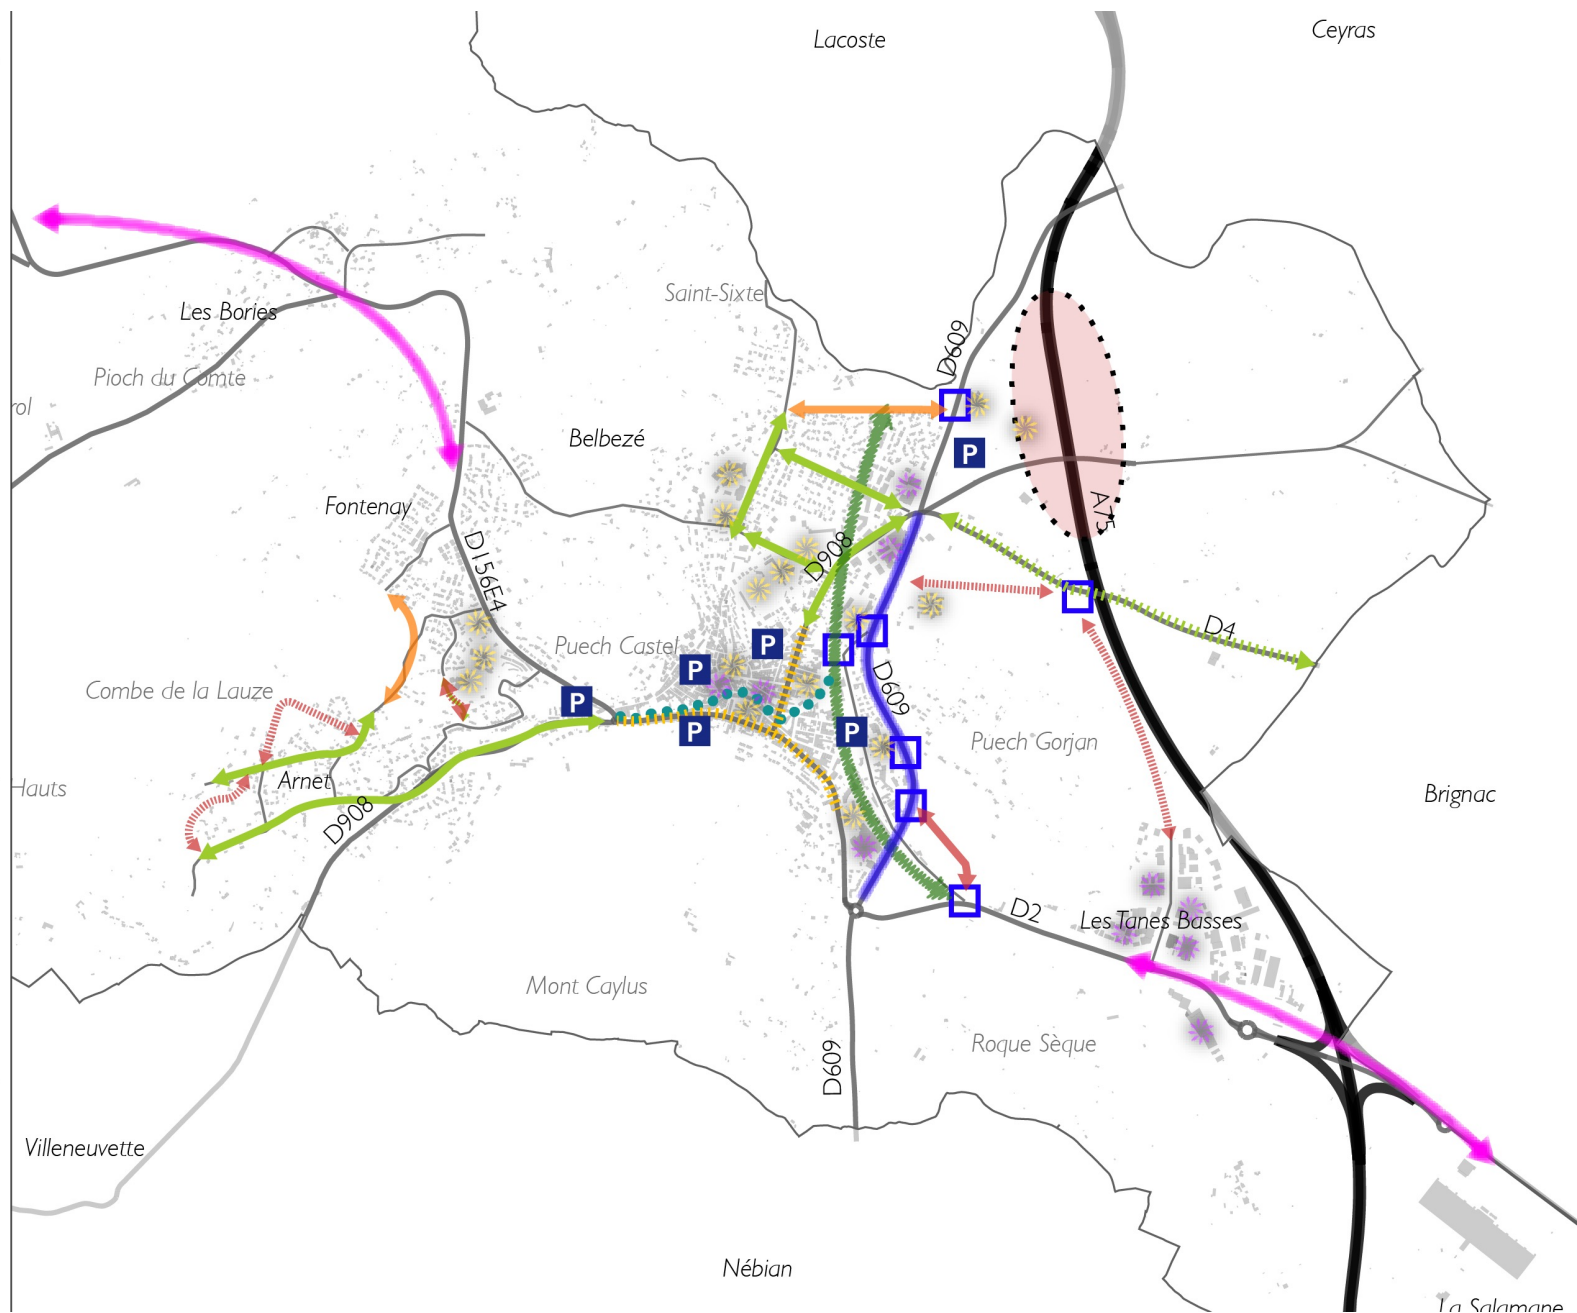 Ceyras
Lacoste
Saint-Sixte
Les Bories
D609
Pioch du Comte
rol
Belbezé
P
A75
Fontenay
D156E4
D908
D4
Puech Castel
P
P
Combe de la Lauze
D609
P
P
P
Puech Gorjan
Arnet
Hauts
Brignac
D908
D2
Les Tanes Basses
Mont Caylus
Roque Sèque
D609
Villeneuvette
Nébian
La Salamane